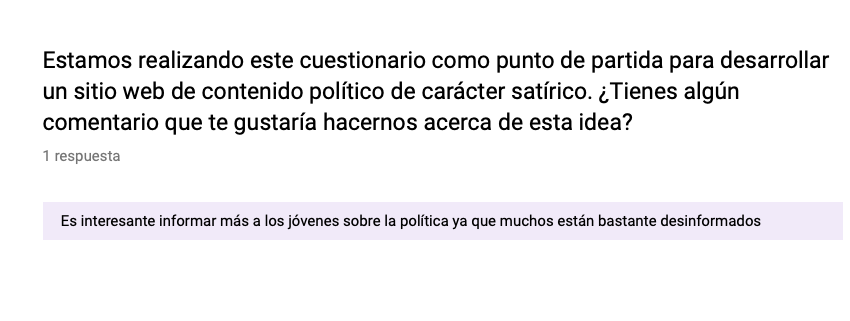 Estamos realizando este cuestionario como punto de partida para desarrollar
un sitio web de contenido político de carácter satírico. ¿Tienes algún
comentario que te gustaría hacernos acerca de esta idea?
1 respuesta
Es interesante informar más a los jóvenes sobre la política ya que muchos están bastante desinformados